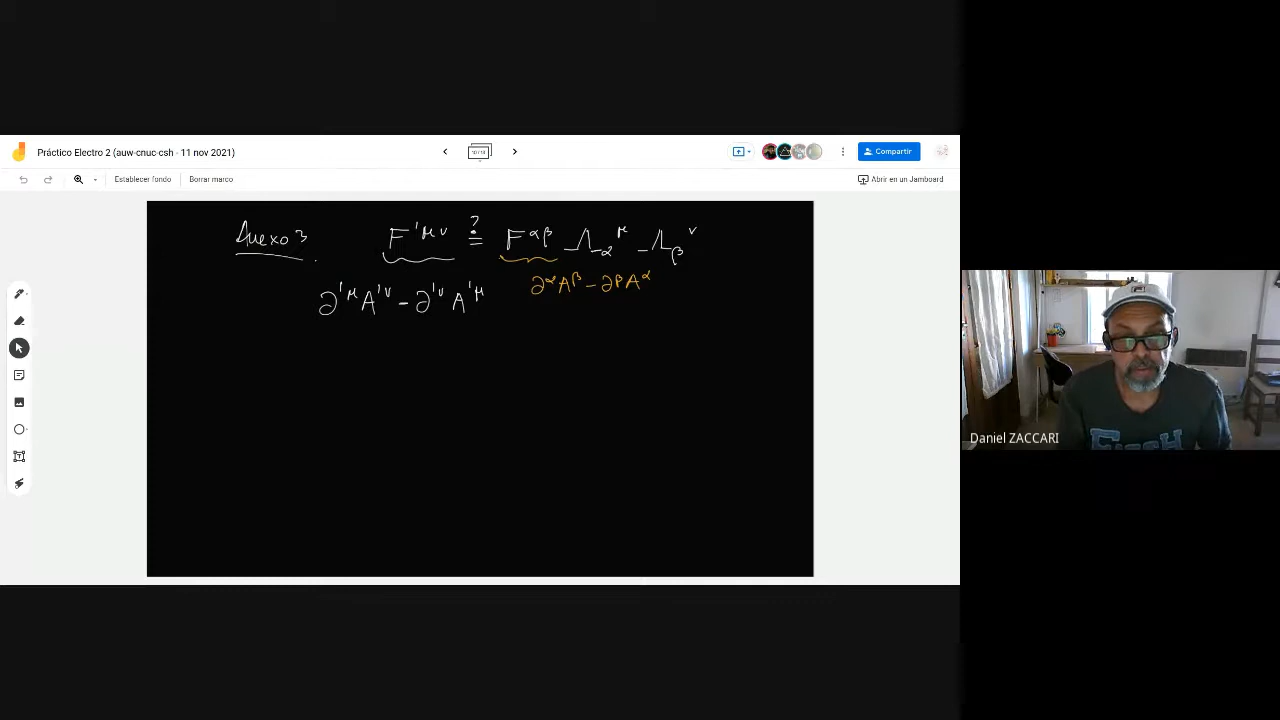 Práctico Electro 2 (auw-cnuc-csh - 11 nov 2021)
Compartir
Establecer fondo
Borrar marco
Abrir en un Jamboard
Anexo 3
F'^{μν} ?= F^{αβ} Λ_α^μ Λ_β^ν
∂'^μ A'^ν - ∂'^ν A'^μ
∂^α A^β - ∂^β A^α
Daniel ZACCARI